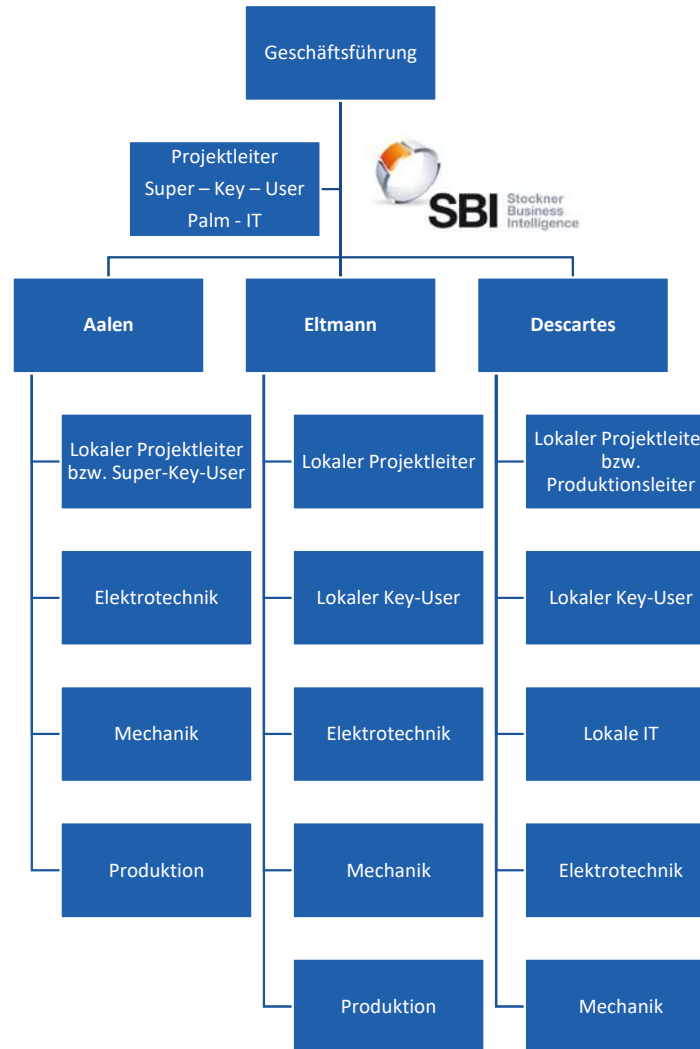 Geschäftsführung
Projektleiter
Super – Key – User
Palm - IT
SBI Stockner
Business
Intelligence
Aalen
Eltmann
Descartes
Lokaler Projektleiter
bzw. Super-Key-User
Elektrotechnik
Mechanik
Produktion
Lokaler Projektleiter
Lokaler Key-User
Elektrotechnik
Mechanik
Produktion
Lokaler Projektleite
bzw.
Produktionsleiter
Lokaler Key-User
Lokale IT
Elektrotechnik
Mechanik